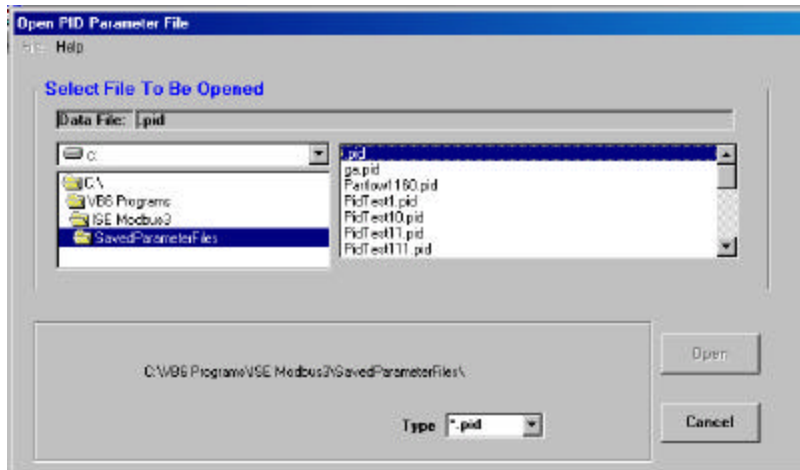 Open PID Parameter File
File Help
Select File To Be Opened
Data File: .pid
c:
C:\
VB6 Programs
ISE Modbus3
SavedParameterFiles
.pid
ga.pid
Partlow1160.pid
PidTest1.pid
PidTest10.pid
PidTest11.pid
PidTest111.pid
C:\VB6 Programs\ISE Modbus3\SavedParameterFiles\
Type *.pid
Open
Cancel